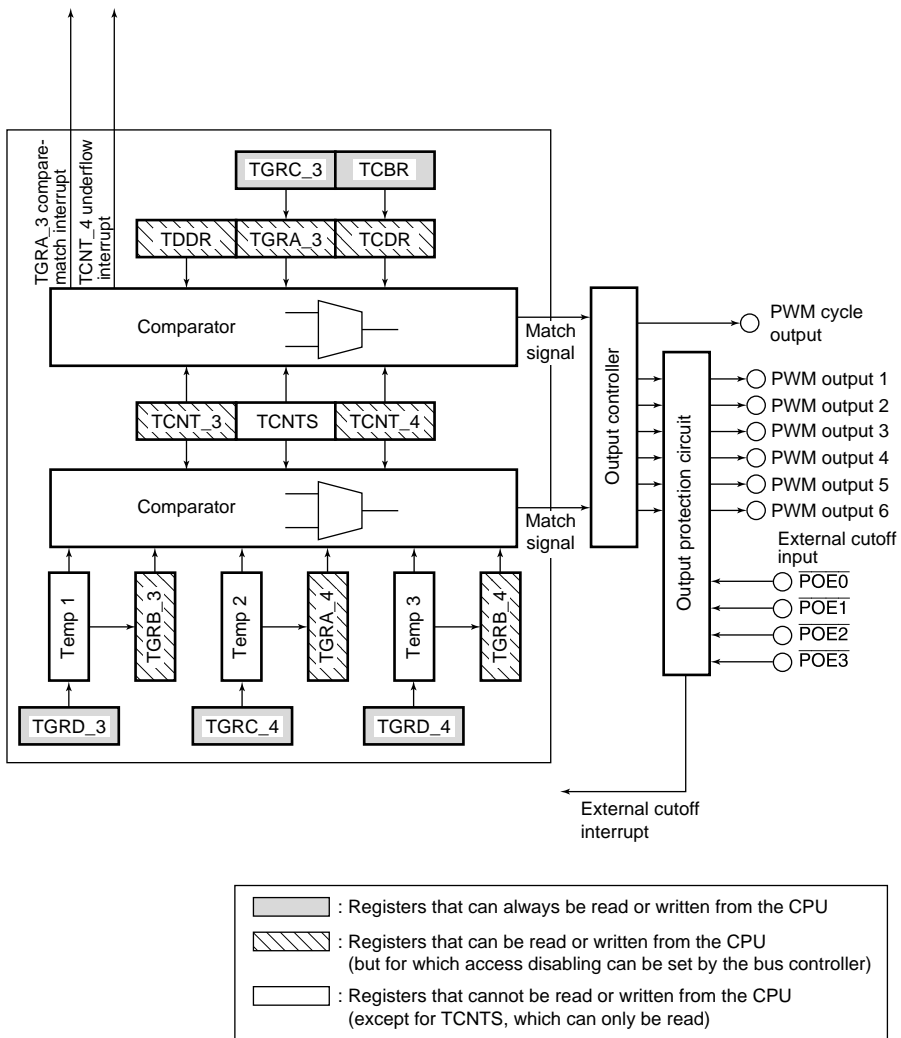 TGRA_3 compare-
match interrupt
TCNT_4 underflow
interrupt
TGRC_3
TCBR
TDDR
TGRA_3
TCDR
Comparator
Match
signal
PWM cycle
output
Output controller
Output protection circuit
PWM output 1
PWM output 2
PWM output 3
PWM output 4
PWM output 5
PWM output 6
TCNT_3
TCNTS
TCNT_4
Comparator
Match
signal
External cutoff
input
POE0
POE1
POE2
POE3
Temp 1
TGRB_3
Temp 2
TGRA_4
Temp 3
TGRB_4
TGRD_3
TGRC_4
TGRD_4
External cutoff
interrupt
: Registers that can always be read or written from the CPU
: Registers that can be read or written from the CPU
(but for which access disabling can be set by the bus controller)
: Registers that cannot be read or written from the CPU
(except for TCNTS, which can only be read)